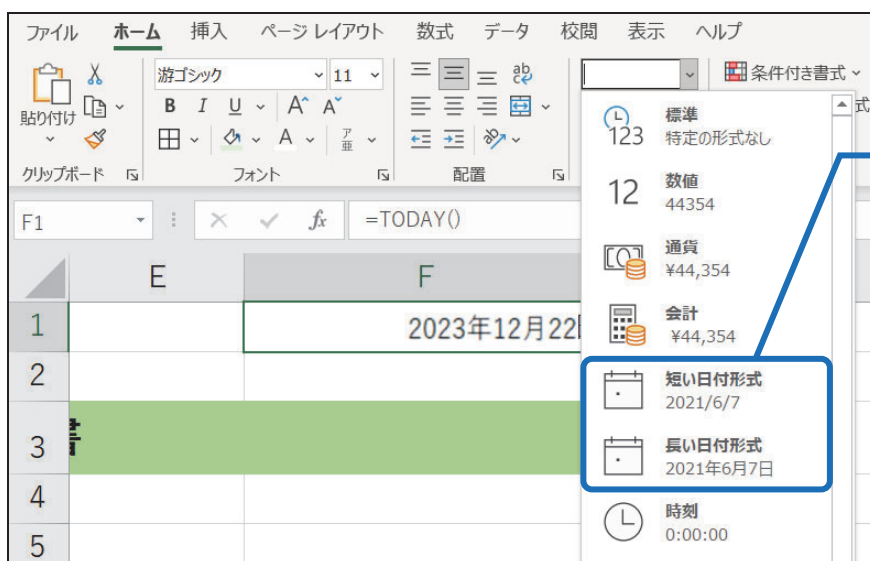 ファイル ホーム 挿入 ページ レイアウト 数式 データ 校閲 表示 ヘルプ
貼り付け
游ゴシック 11
B I U A A
A ア亜
ab
条件付き書式
式
クリップボード フォント 配置
F1 fx =TODAY()
E F
1 2023年12月22
2
3 書
4
5
123 標準
特定の形式なし
12 数値
44354
通貨
¥44,354
会計
¥44,354
短い日付形式
2021/6/7
長い日付形式
2021年6月7日
時刻
0:00:00